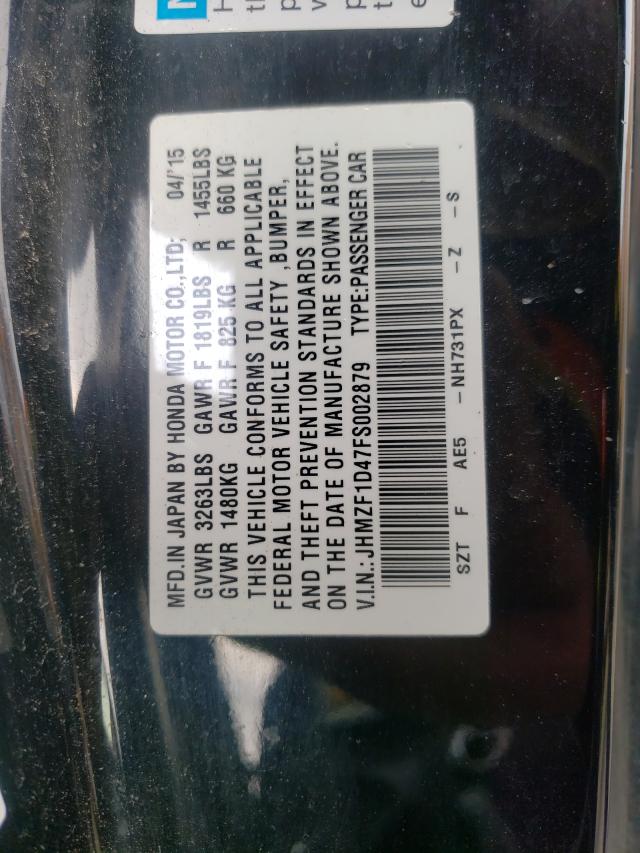 MFD.IN JAPAN BY HONDA MOTOR CO.,LTD; 04/'15
GVWR 3263LBS GAWR F 1819LBS R 1455LBS
GVWR 1480KG GAWR F 825 KG R 660 KG
THIS VEHICLE CONFORMS TO ALL APPLICABLE
FEDERAL MOTOR VEHICLE SAFETY ,BUMPER,
AND THEFT PREVENTION STANDARDS IN EFFECT
ON THE DATE OF MANUFACTURE SHOWN ABOVE.
V.I.N.: JHMZF1D47FS002879 TYPE:PASSENGER CAR
SZT F AE5 - NH731PX - Z - S